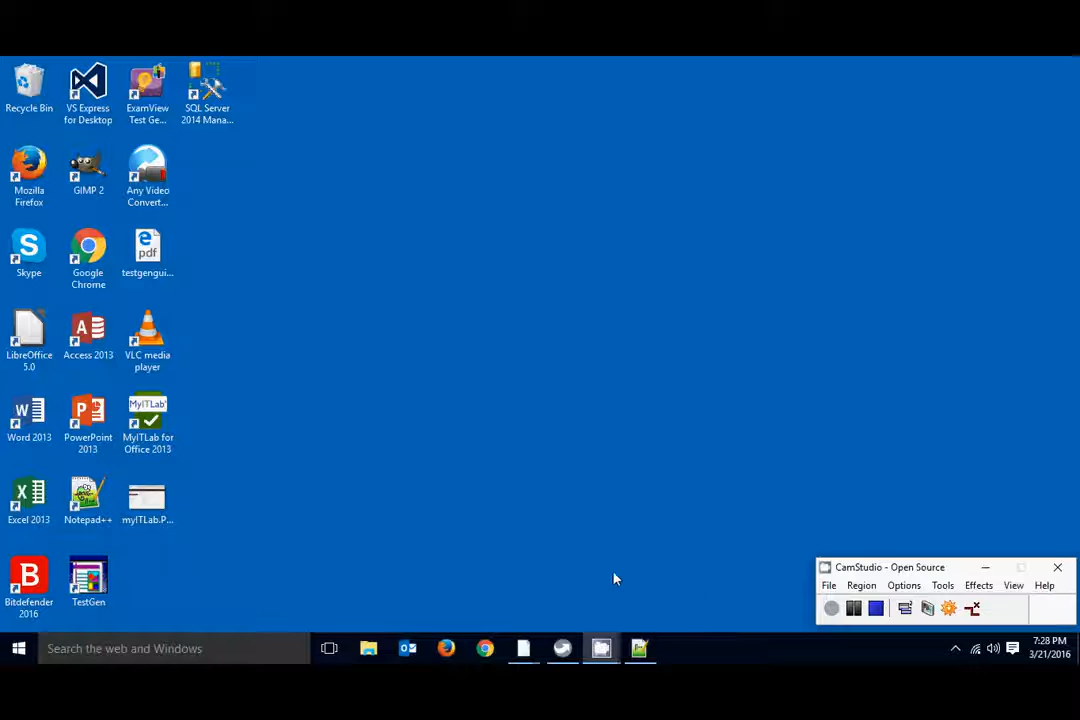 Recycle Bin
VS Express
for Desktop
ExamView
Test Ge...
SQL Server
2014 Mana...
Mozilla
Firefox
GIMP 2
Any Video
Convert...
S
Skype
Google
Chrome
pdf
testgengui...
LibreOffice
5.0
A
Access 2013
VLC media
player
W
Word 2013
P
PowerPoint
2013
MyITLab
MyITLab for
Office 2013
X
Excel 2013
Notepad++
myITLab.P...
B
Bitdefender
2016
TestGen
CamStudio - Open Source
File Region Options Tools Effects View Help
Search the web and Windows
7:28 PM
3/21/2016